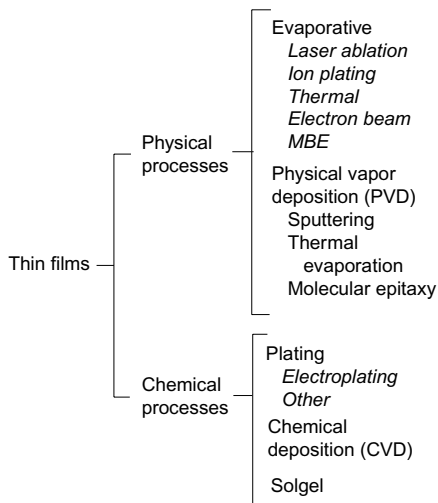 Evaporative
Laser ablation
Ion plating
Thermal
Electron beam
MBE
Physical
processes
Physical vapor
deposition (PVD)
Sputtering
Thermal
evaporation
Molecular epitaxy
Thin films
Plating
Electroplating
Other
Chemical
processes
Chemical
deposition (CVD)
Solgel